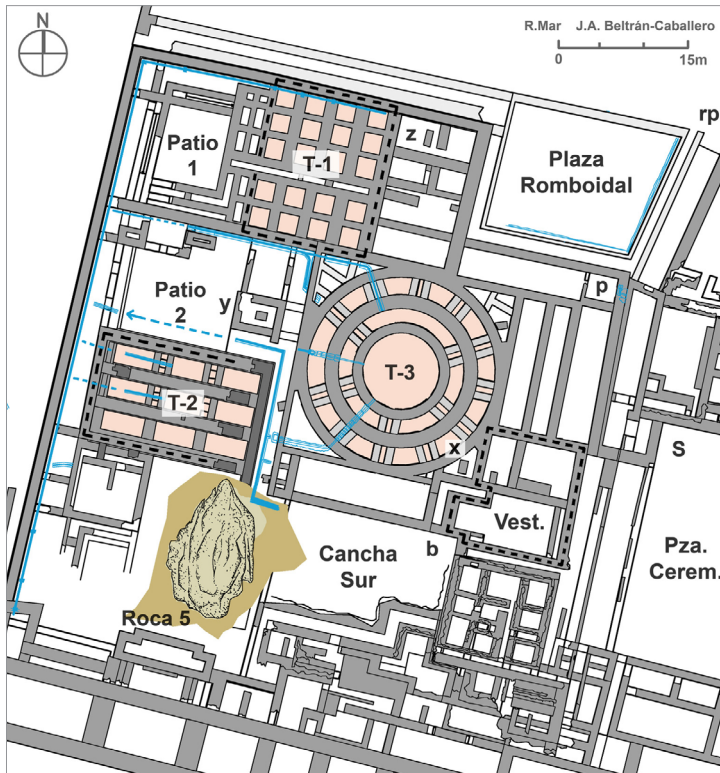 N
R.Mar J.A. Beltrán-Caballero
0 15m
rp
z
Patio
1
T-1
Plaza
Romboidal
p
Patio
2
y
T-3
T-2
x
S
Vest.
b
Cancha
Sur
Pza.
Cerem.
Roca 5